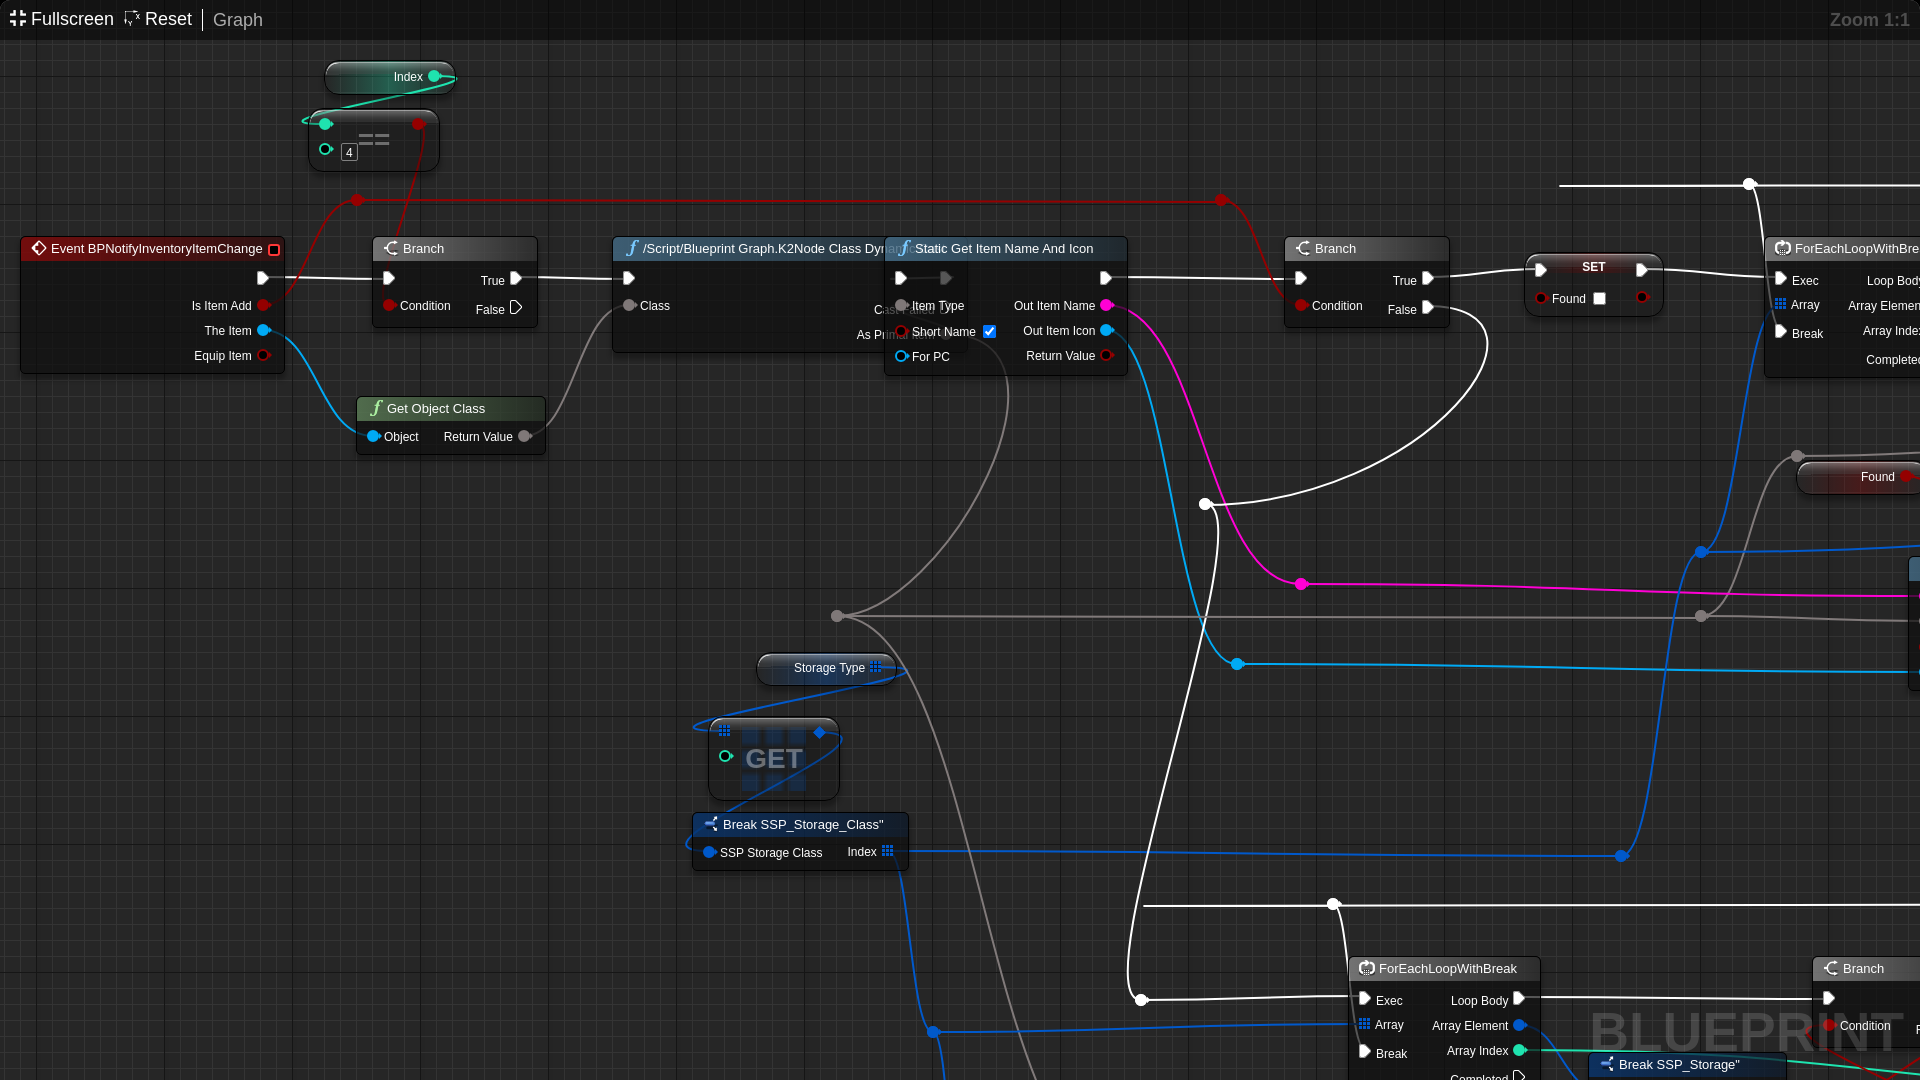 Fullscreen Reset Graph Zoom 1:1
Index
==
4
Event BPNotifyInventoryItemChange
Is Item Add
The Item
Equip Item
Branch
True
Condition
False
/Script/Blueprint Graph.K2Node Class Dynamic
Class
Cast Failed
As Primal Item
Static Get Item Name And Icon
Item Type
Out Item Name
Short Name
Out Item Icon
For PC
Return Value
Branch
True
Condition
False
SET
Found
ForEachLoopWithBre
Exec
Loop Body
Array
Array Elemen
Array Index
Break
Completed
Get Object Class
Object
Return Value
Found
Storage Type
GET
Break SSP_Storage_Class"
SSP Storage Class
Index
ForEachLoopWithBreak
Exec
Loop Body
Array
Array Element
Array Index
Break
Completed
Branch
Condition
BLUEPRINT
Break SSP_Storage"